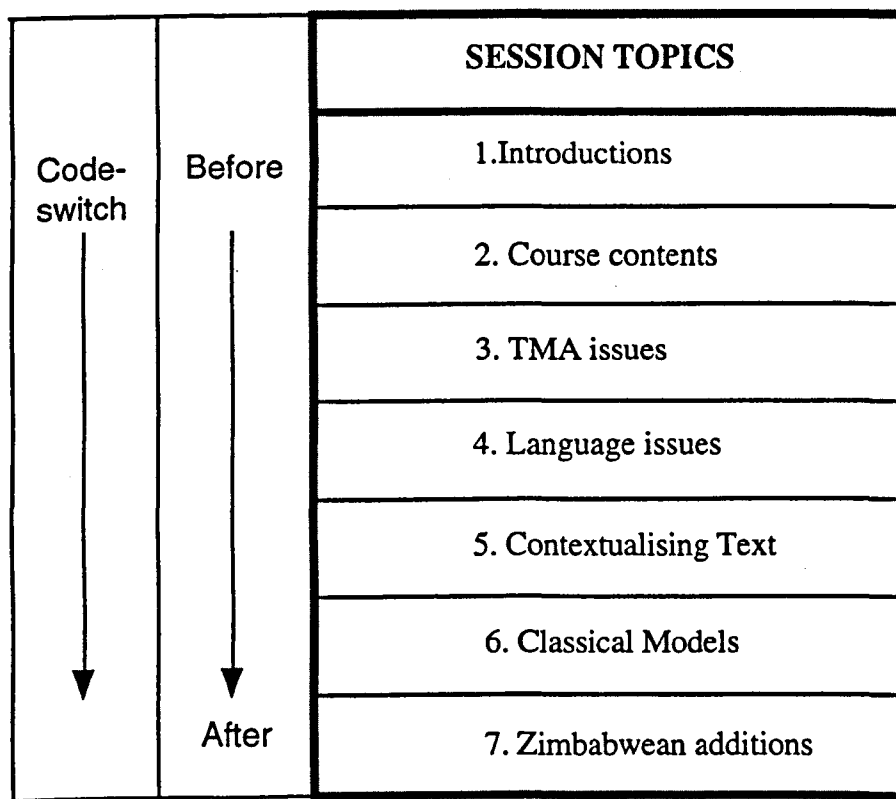 SESSION TOPICS
Code-
switch
Before
After
1.Introductions
2. Course contents
3. TMA issues
4. Language issues
5. Contextualising Text
6. Classical Models
7. Zimbabwean additions